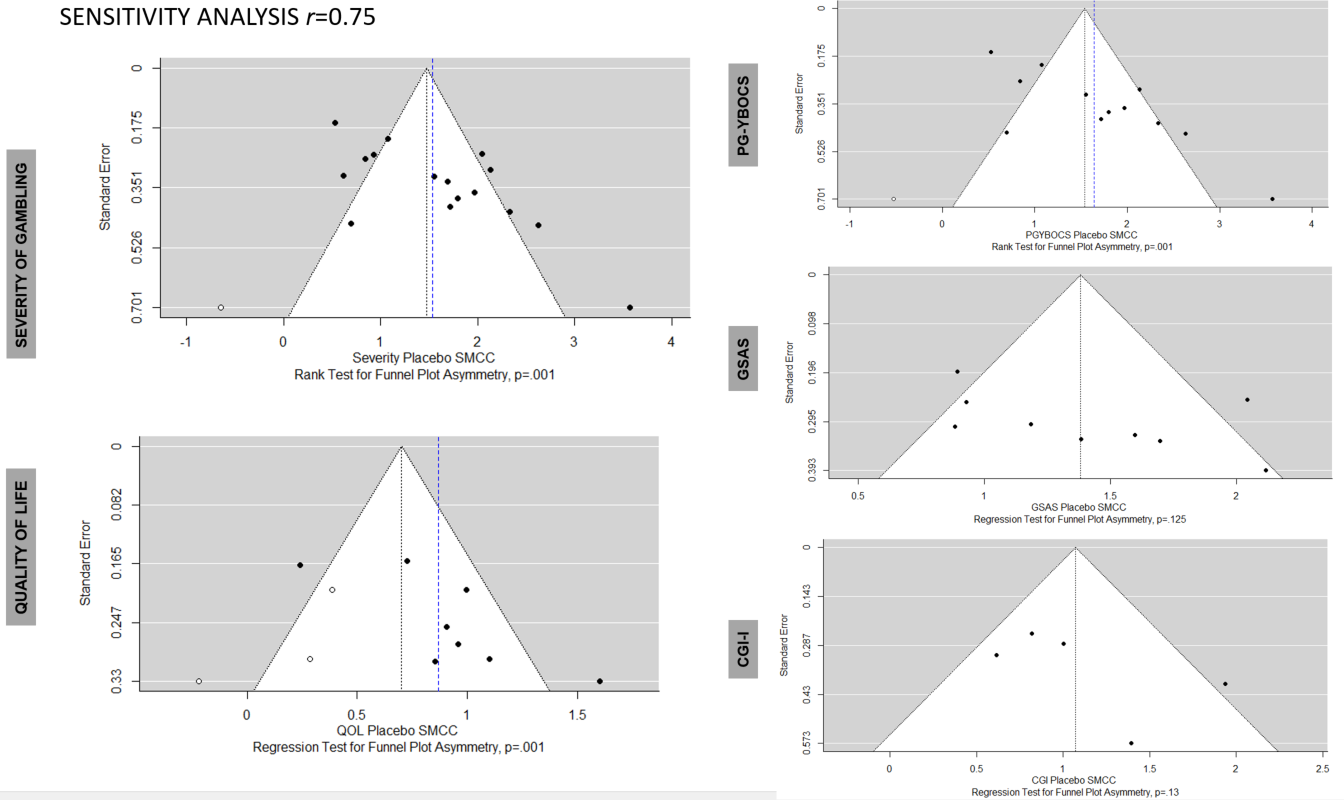 SENSITIVITY ANALYSIS r=0.75
SEVERITY OF GAMBLING
Standard Error
0
0.175
0.351
0.526
0.701
-1
0
1
2
3
4
Severity Placebo SMCC
Rank Test for Funnel Plot Asymmetry, p=.001
QUALITY OF LIFE
Standard Error
0
0.082
0.165
0.247
0.33
0
0.5
1
1.5
QOL Placebo SMCC
Regression Test for Funnel Plot Asymmetry, p=.001
PG-YBOCS
Standard Error
0
0.175
0.351
0.526
0.701
-1
0
1
2
3
4
PGYBOCS Placebo SMCC
Rank Test for Funnel Plot Asymmetry, p=.001
GSAS
Standard Error
0
0.098
0.196
0.295
0.393
0.5
1
1.5
2
GSAS Placebo SMCC
Regression Test for Funnel Plot Asymmetry, p=.125
CGI-I
Standard Error
0
0.143
0.287
0.43
0.573
0
0.5
1
1.5
2
2.5
CGI Placebo SMCC
Regression Test for Funnel Plot Asymmetry, p=.13